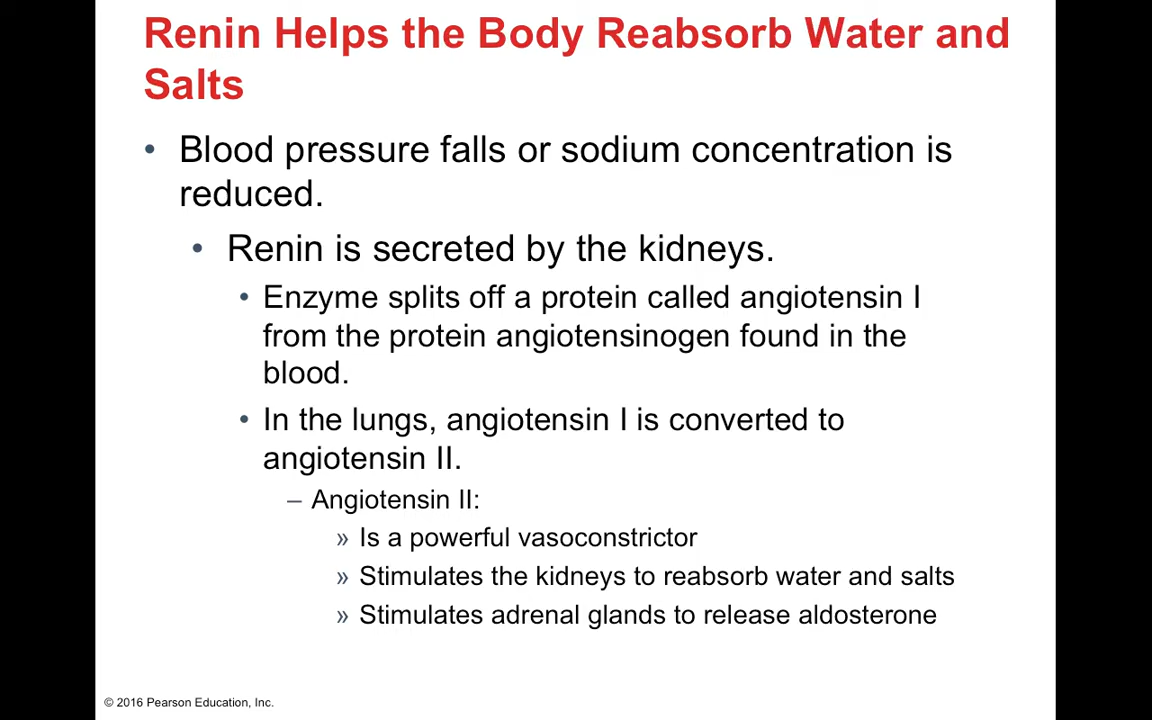 Renin Helps the Body Reabsorb Water and
Salts
• Blood pressure falls or sodium concentration is
reduced.
• Renin is secreted by the kidneys.
• Enzyme splits off a protein called angiotensin I
from the protein angiotensinogen found in the
blood.
• In the lungs, angiotensin I is converted to
angiotensin II.
– Angiotensin II:
» Is a powerful vasoconstrictor
» Stimulates the kidneys to reabsorb water and salts
» Stimulates adrenal glands to release aldosterone
© 2016 Pearson Education, Inc.